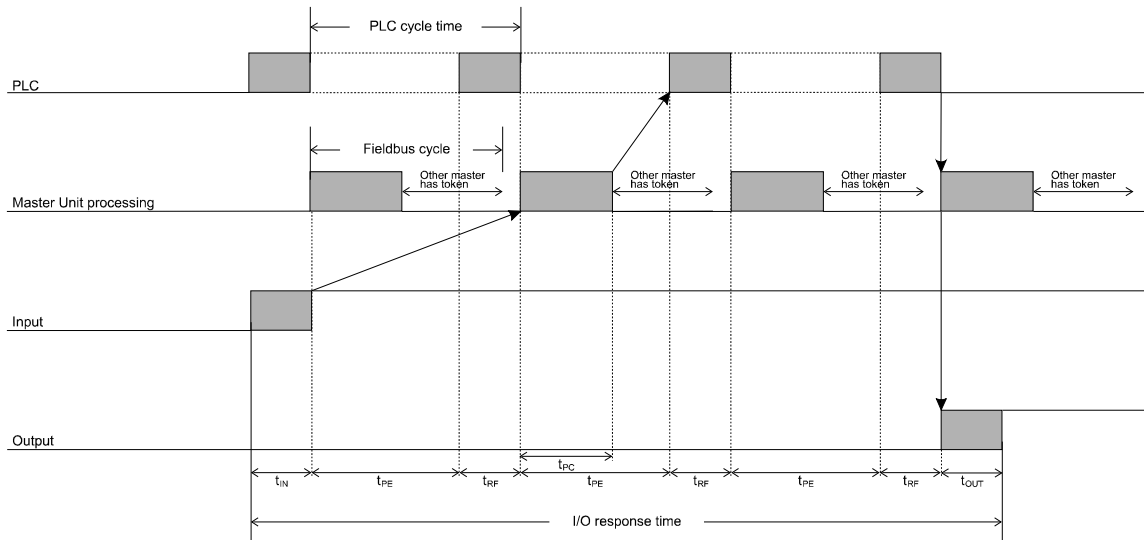 PLC cycle time
PLC
Fieldbus cycle
Other master
has token
Other master
has token
Other master
has token
Other master
has token
Master Unit processing
Input
Output
tPC
tIN
tPE
tRF
tPE
tRF
tPE
tRF
tOUT
I/O response time